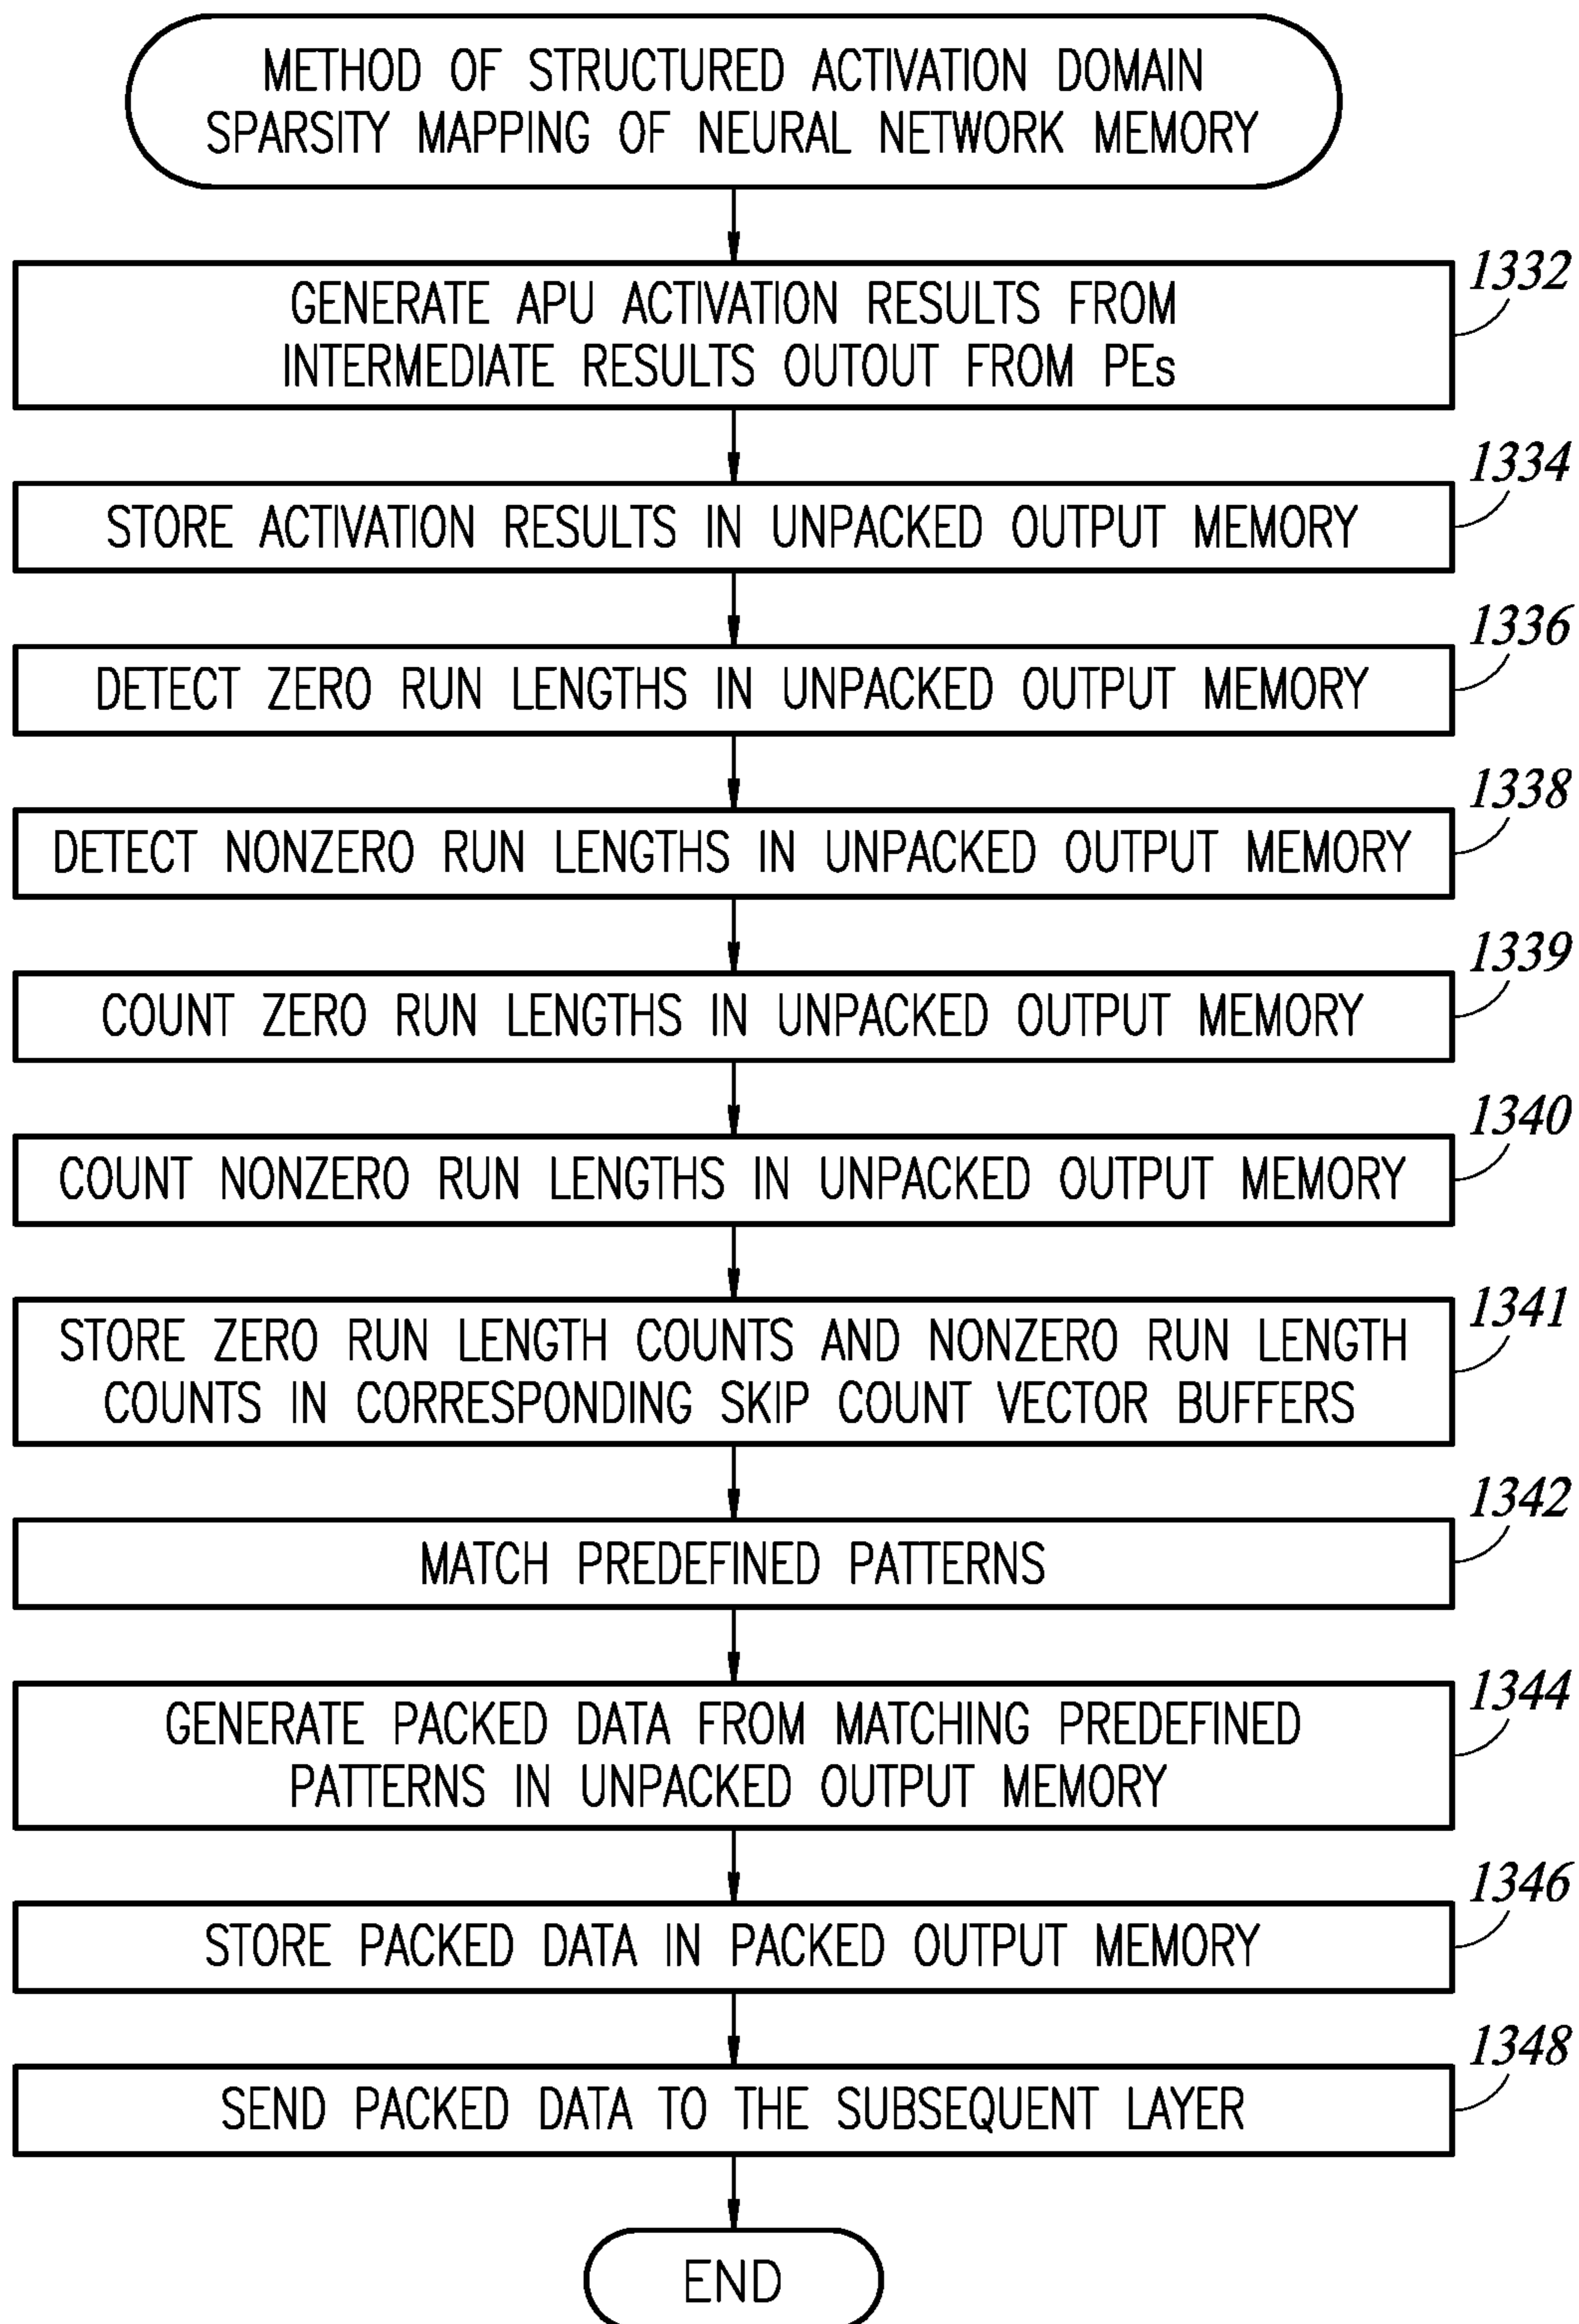 METHOD OF STRUCTURED ACTIVATION DOMAIN
SPARSITY MAPPING OF NEURAL NETWORK MEMORY
1332
GENERATE APU ACTIVATION RESULTS FROM
INTERMEDIATE RESULTS OUTOUT FROM PEs
1334
STORE ACTIVATION RESULTS IN UNPACKED OUTPUT MEMORY
1336
DETECT ZERO RUN LENGTHS IN UNPACKED OUTPUT MEMORY
1338
DETECT NONZERO RUN LENGTHS IN UNPACKED OUTPUT MEMORY
1339
COUNT ZERO RUN LENGTHS IN UNPACKED OUTPUT MEMORY
1340
COUNT NONZERO RUN LENGTHS IN UNPACKED OUTPUT MEMORY
1341
STORE ZERO RUN LENGTH COUNTS AND NONZERO RUN LENGTH
COUNTS IN CORRESPONDING SKIP COUNT VECTOR BUFFERS
1342
MATCH PREDEFINED PATTERNS
1344
GENERATE PACKED DATA FROM MATCHING PREDEFINED
PATTERNS IN UNPACKED OUTPUT MEMORY
1346
STORE PACKED DATA IN PACKED OUTPUT MEMORY
1348
SEND PACKED DATA TO THE SUBSEQUENT LAYER
END